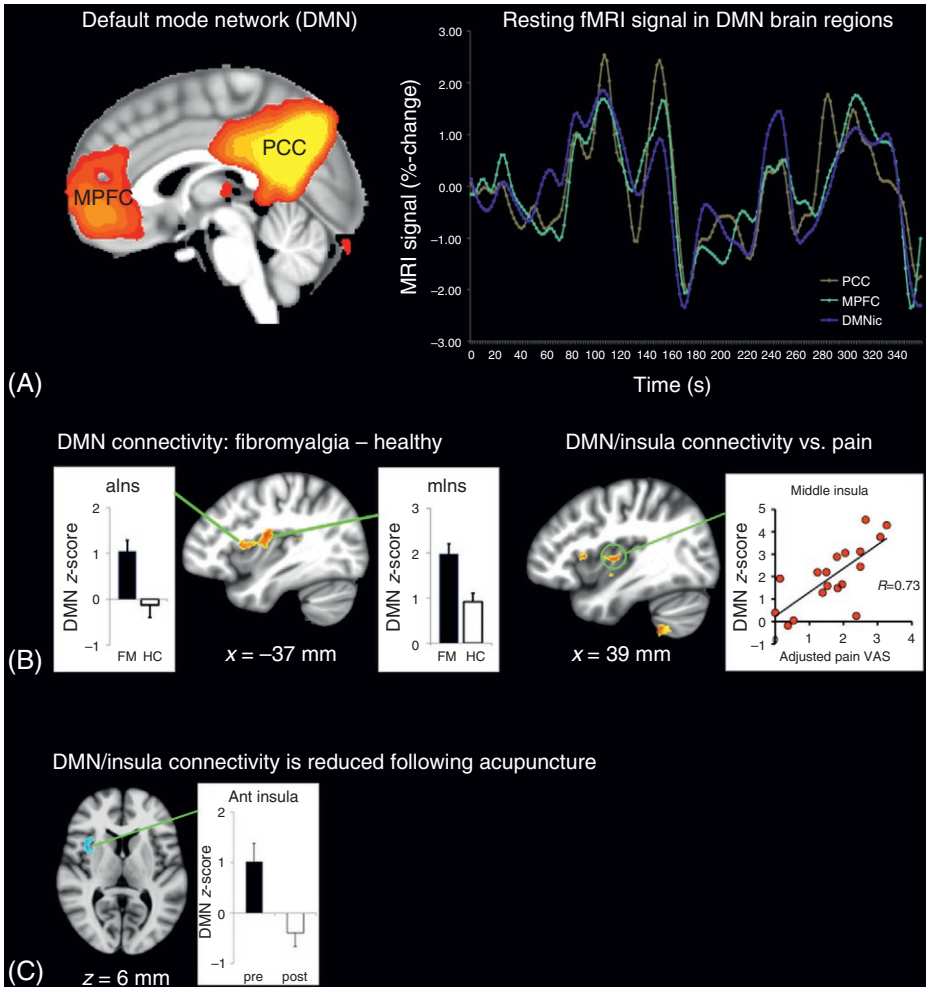 Default mode network (DMN)
MPFC
PCC
Resting fMRI signal in DMN brain regions
3.00
2.00
1.00
0.00
–1.00
–2.00
–3.00
MRI signal (%-change)
PCC
MPFC
DMNic
0 20 40 60 80 100 120 140 160 180 200 220 240 260 280 300 320 340
Time (s)
(A)
DMN connectivity: fibromyalgia – healthy
aIns
DMN z-score
2
1
0
–1
FM HC
x = –37 mm
mIns
DMN z-score
3
2
1
0
FM HC
DMN/insula connectivity vs. pain
x = 39 mm
Middle insula
DMN z-score
5
4
3
2
1
0
–1
R=0.73
0 1 2 3 4
Adjusted pain VAS
(B)
DMN/insula connectivity is reduced following acupuncture
z = 6 mm
Ant insula
DMN z-score
2
1
0
–1
pre post
(C)